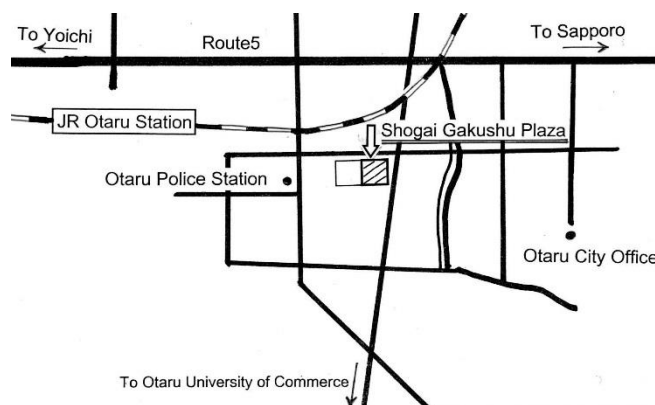 To Yoichi
Route5
To Sapporo
JR Otaru Station
Shogai Gakushu Plaza
Otaru Police Station
Otaru City Office
To Otaru University of Commerce